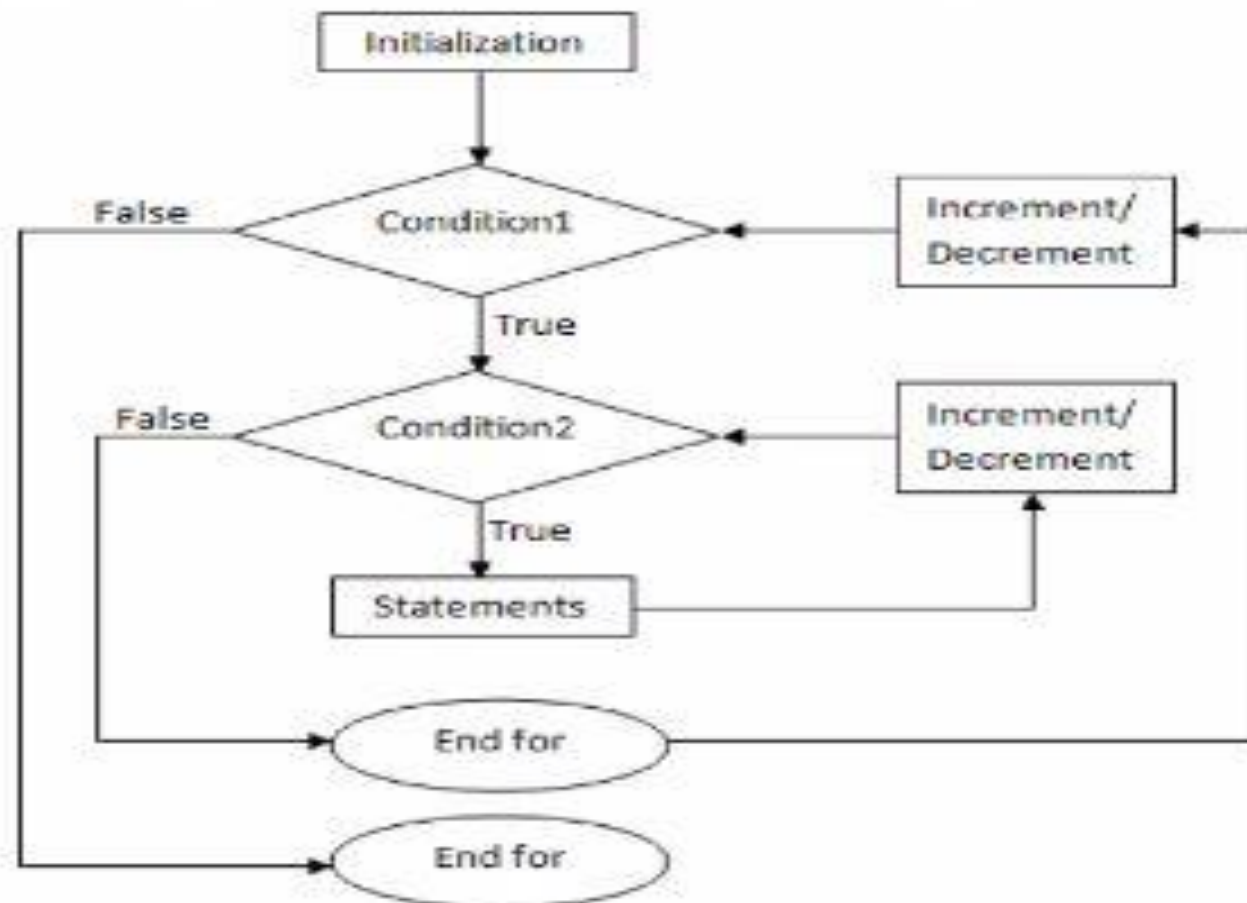 Initialization
False
Condition1
Increment/
Decrement
True
False
Condition2
Increment/
Decrement
True
Statements
End for
End for